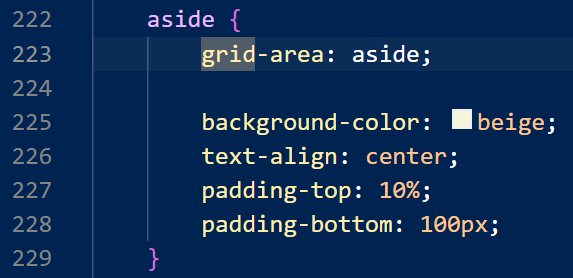 222 aside {
223 grid-area: aside;
224
225 background-color: beige;
226 text-align: center;
227 padding-top: 10%;
228 padding-bottom: 100px;
229 }